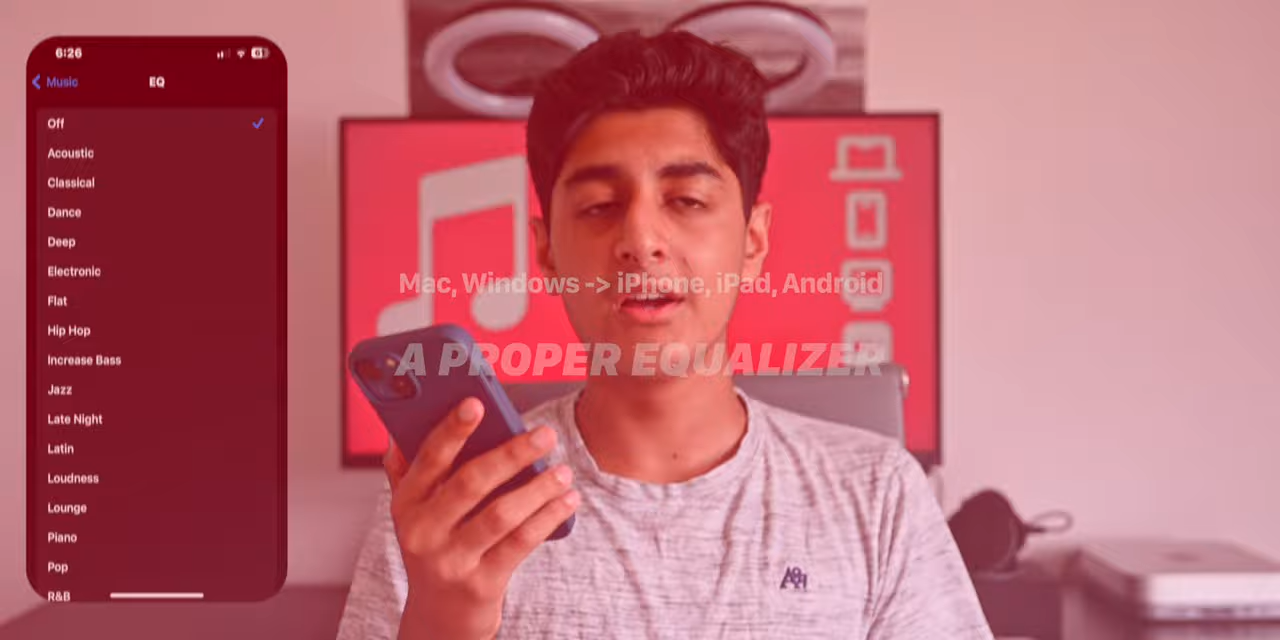 6:26
Music
EQ
Off
Acoustic
Classical
Dance
Deep
Electronic
Flat
Hip Hop
Increase Bass
Jazz
Late Night
Latin
Loudness
Lounge
Piano
Pop
R&B
Mac, Windows -> iPhone, iPad, Android
A PROPER EQUALIZER